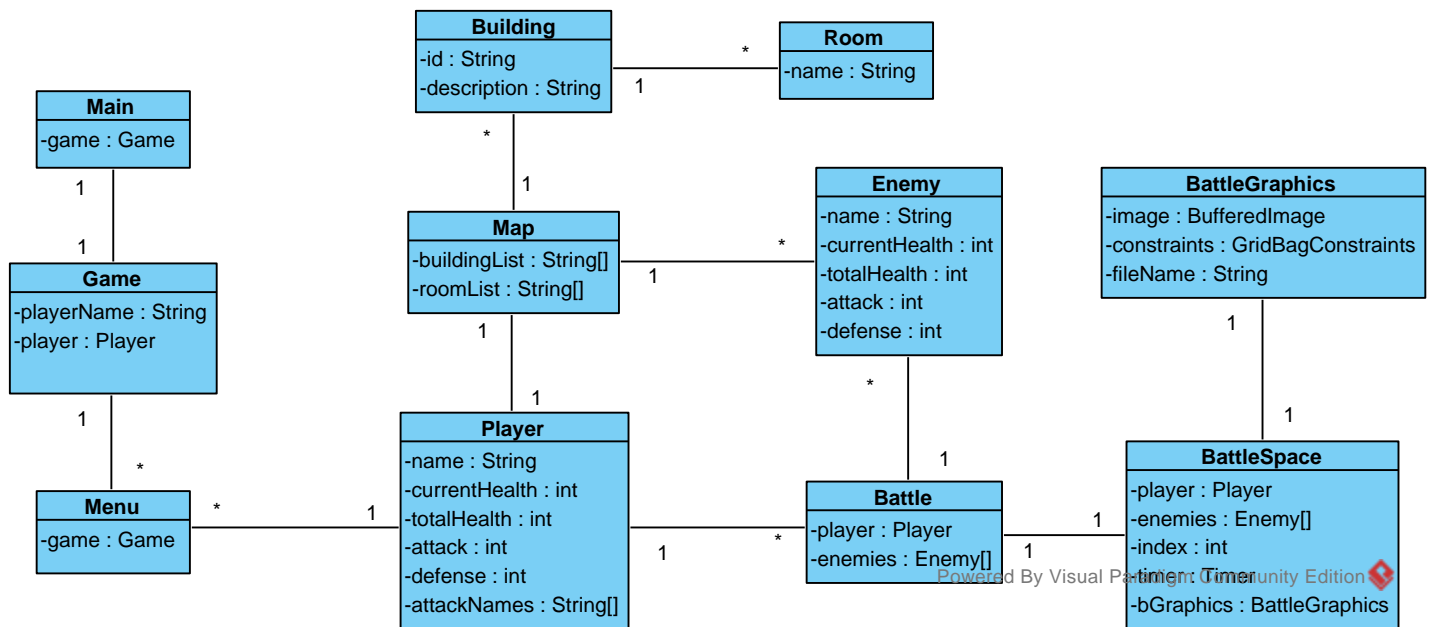 Building
-id : String
-description : String
1
*
Room
-name : String
Main
-game : Game
1
1
Game
-playerName : String
-player : Player
1
*
Menu
-game : Game
*
1
*
1
Map
-buildingList : String[]
-roomList : String[]
1
*
1
1
Enemy
-name : String
-currentHealth : int
-totalHealth : int
-attack : int
-defense : int
*
1
Player
-name : String
-currentHealth : int
-totalHealth : int
-attack : int
-defense : int
-attackNames : String[]
1
*
Battle
-player : Player
-enemies : Enemy[]
1
1
BattleGraphics
-image : BufferedImage
-constraints : GridBagConstraints
-fileName : String
1
1
BattleSpace
-player : Player
-enemies : Enemy[]
-index : int
-timer : Timer
-bGraphics : BattleGraphics
Powered By Visual Paradigm Community Edition